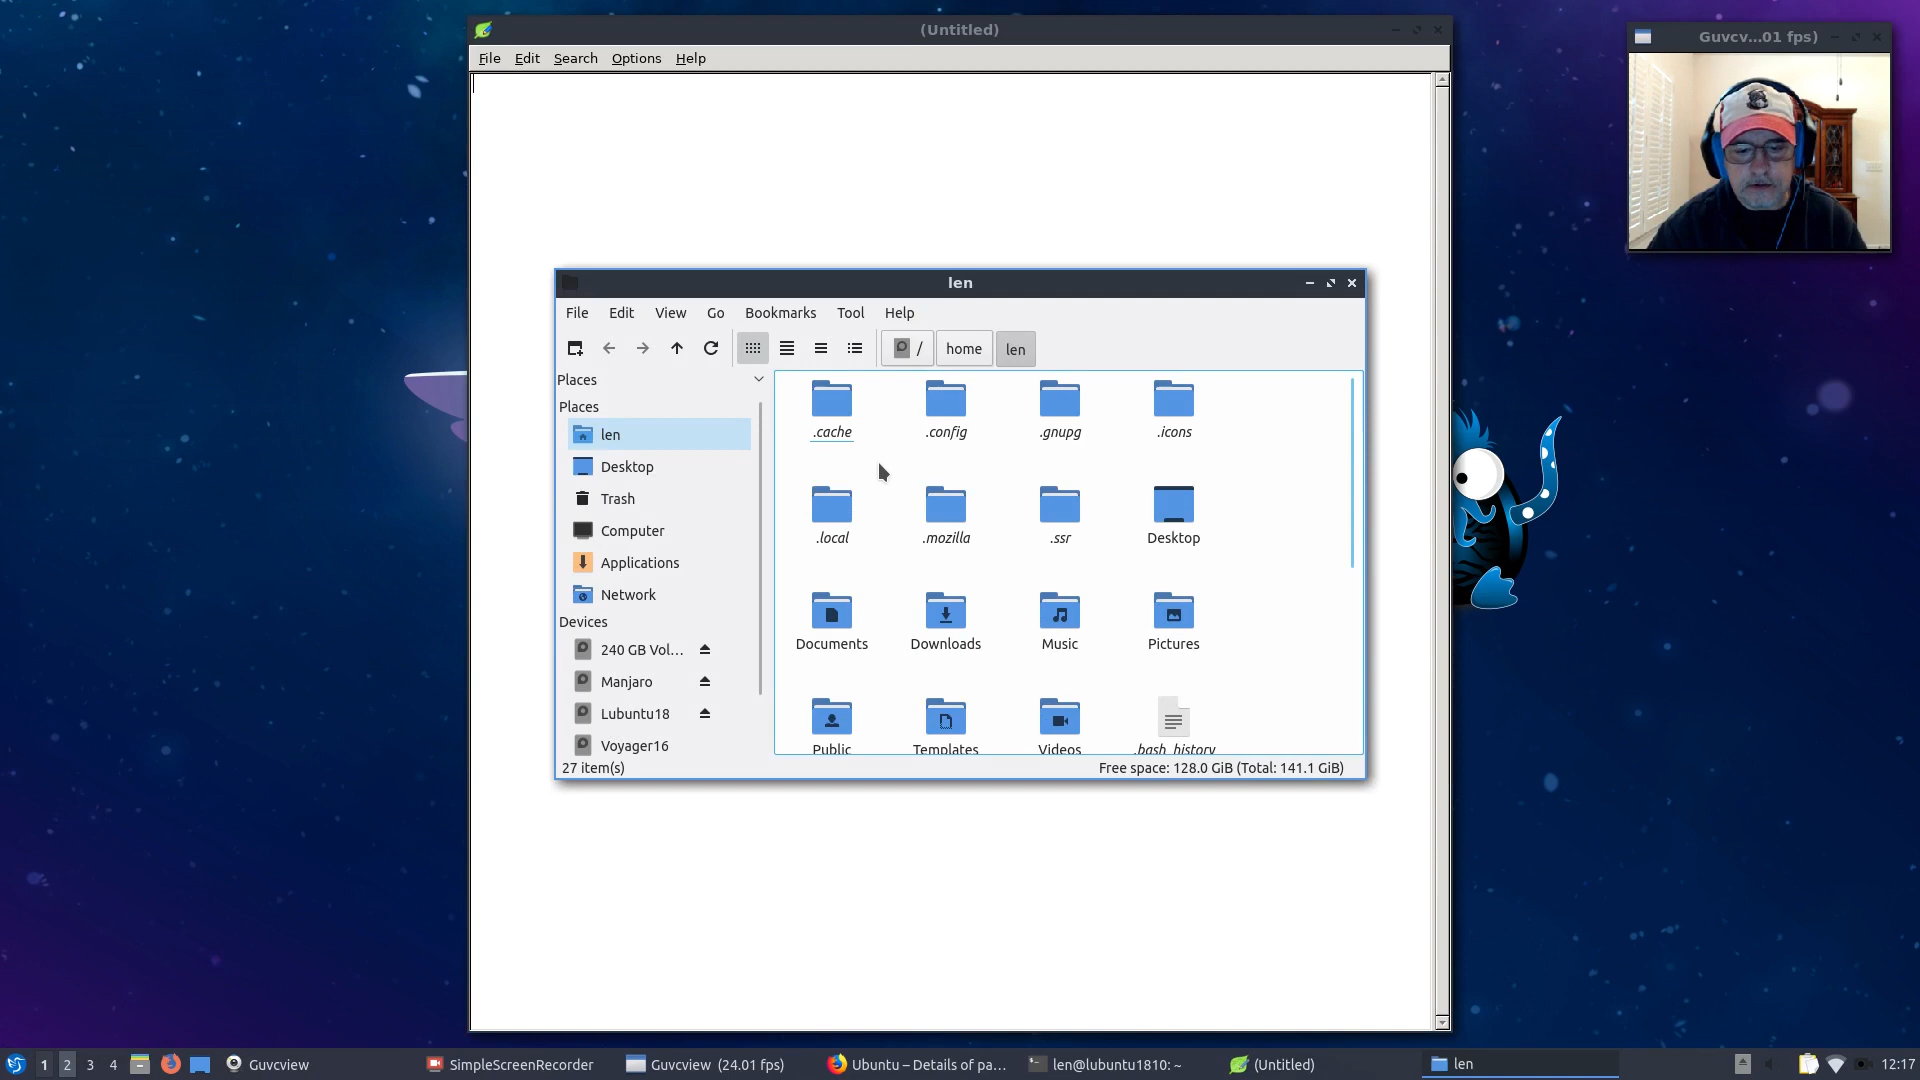 (Untitled)
File Edit Search Options Help
Guvcv...01 fps)
len
File Edit View Go Bookmarks Tool Help
/ home len
Places
Places
len
Desktop
Trash
Computer
Applications
Network
Devices
240 GB Vol...
Manjaro
Lubuntu18
Voyager16
.cache .config .gnupg .icons
.local .mozilla .ssr Desktop
Documents Downloads Music Pictures
Public Templates Videos .bash_history
27 item(s) Free space: 128.0 GiB (Total: 141.1 GiB)
1 2 3 4 Guvcview SimpleScreenRecorder Guvcview (24.01 fps) Ubuntu – Details of pa... len@lubuntu1810: ~ (Untitled) len 12:17